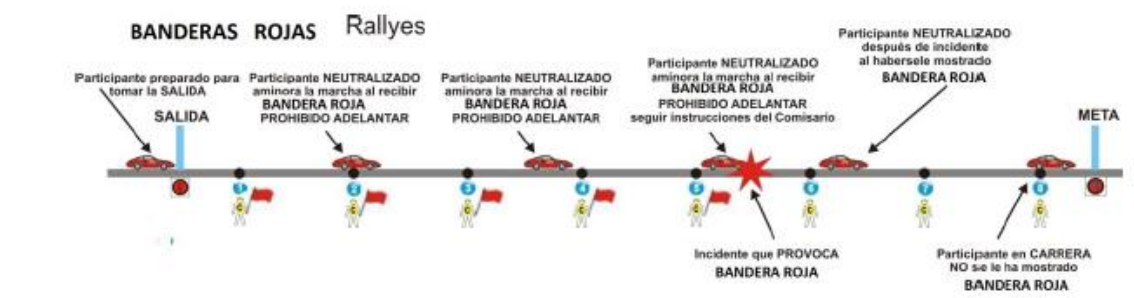 BANDERAS ROJAS Rallyes
Participante preparado para
tomar la SALIDA
SALIDA
Participante NEUTRALIZADO
aminora la marcha al recibir
BANDERA ROJA
PROHIBIDO ADELANTAR
Participante NEUTRALIZADO
aminora la marcha al recibir
BANDERA ROJA
PROHIBIDO ADELANTAR
Participante NEUTRALIZADO
aminora la marcha al recibir
BANDERA ROJA
PROHIBIDO ADELANTAR
seguir instrucciones del Comisario
Participante NEUTRALIZADO
después de incidente
al habersele mostrado
BANDERA ROJA
META
1 2 3 4 5 6 7 8
C C C C C C C C
Incidente que PROVOCA
BANDERA ROJA
Participante en CARRERA
NO se le ha mostrado
BANDERA ROJA